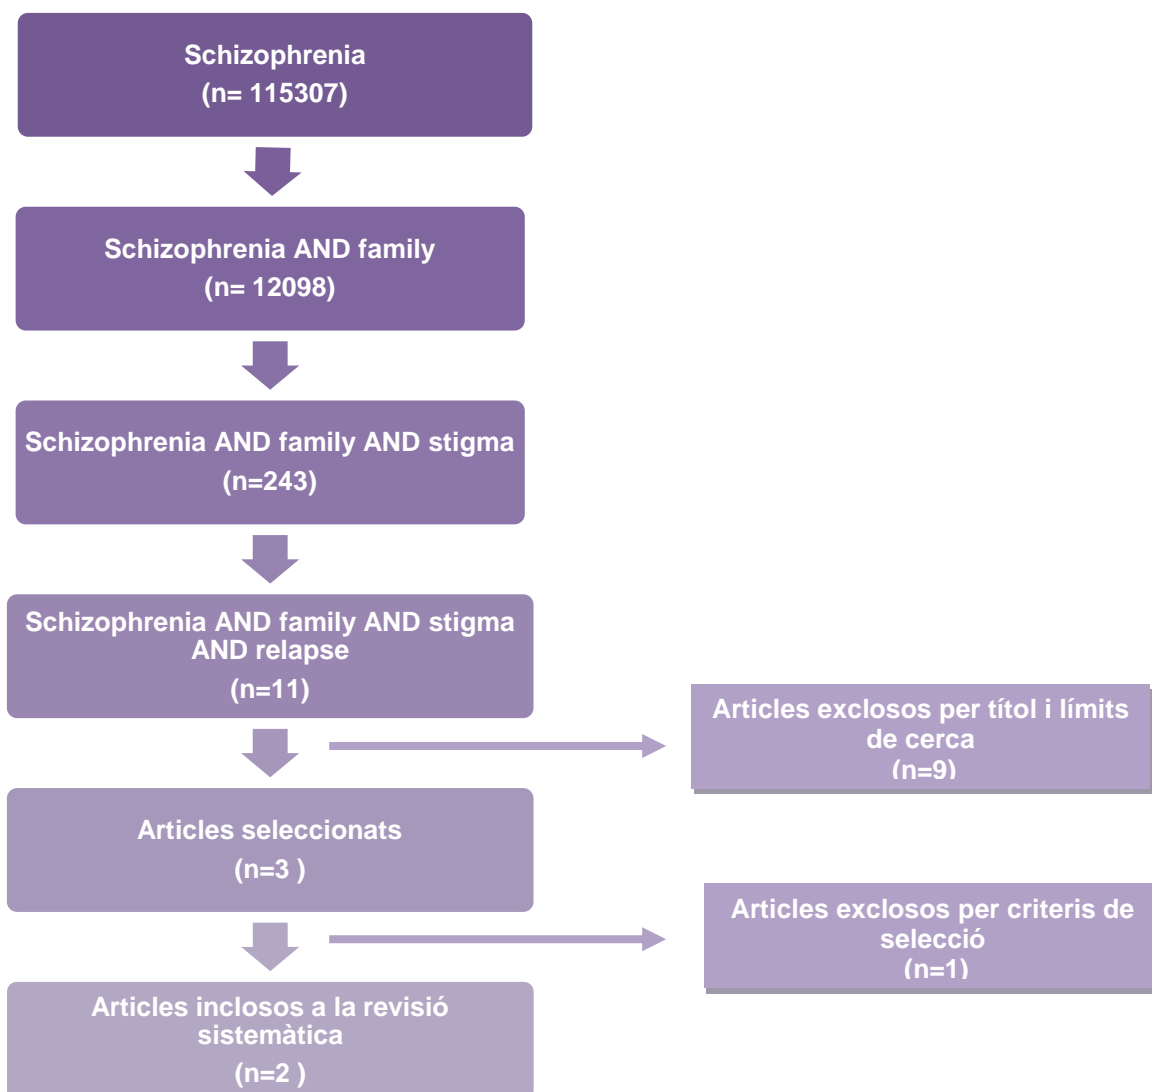 Schizophrenia
(n= 115307)
Schizophrenia AND family
(n= 12098)
Schizophrenia AND family AND stigma
(n=243)
Schizophrenia AND family AND stigma
AND relapse
(n=11)
Articles exclosos per títol i límits
de cerca
(n=9)
Articles seleccionats
(n=3 )
Articles exclosos per criteris de
selecció
(n=1)
Articles inclosos a la revisió
sistemàtica
(n=2 )